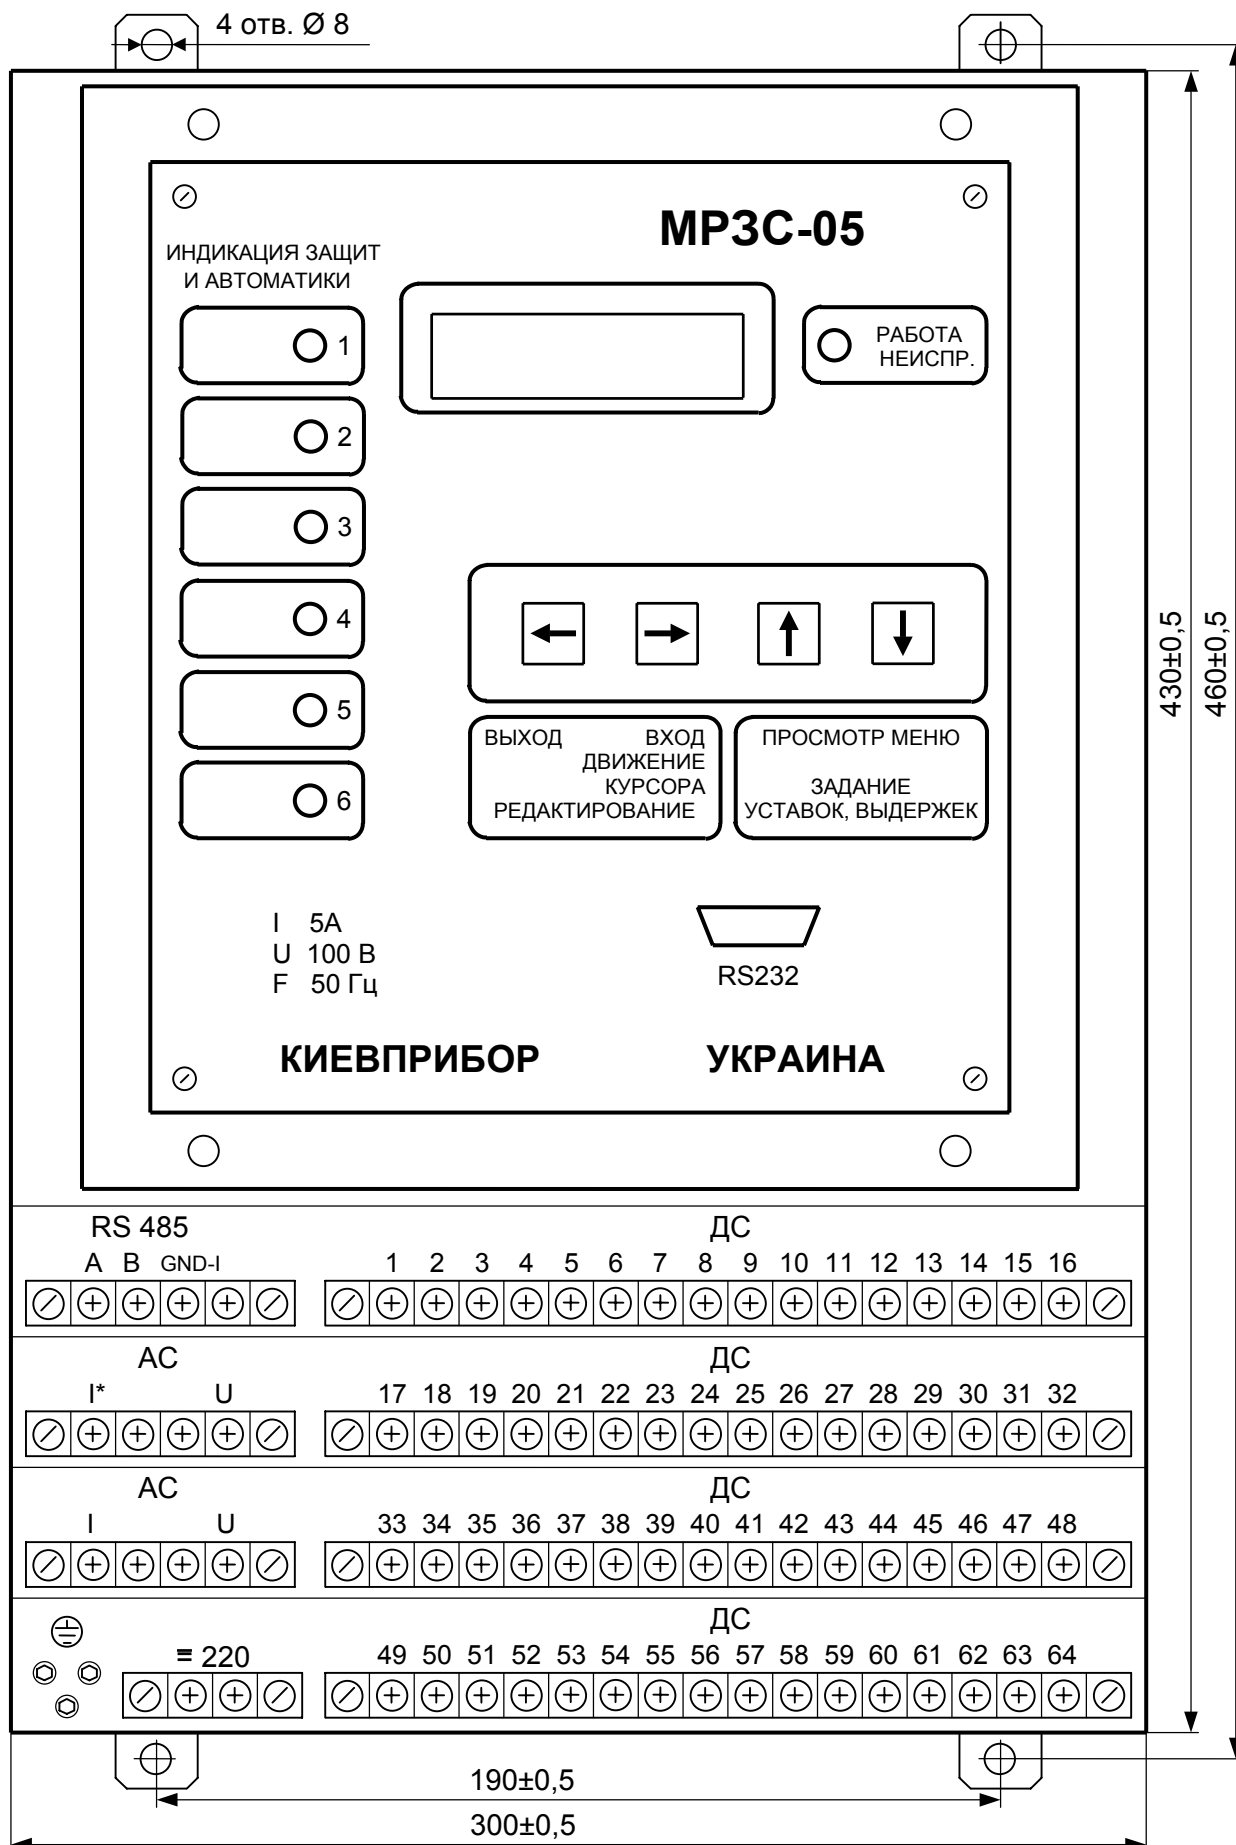 4 отв. Ø 8
МРЗС-05
ИНДИКАЦИЯ ЗАЩИТ
И АВТОМАТИКИ
1
РАБОТА
НЕИСПР.
2
3
4
5
6
ВЫХОД ВХОД
ДВИЖЕНИЕ
КУРСОРА
РЕДАКТИРОВАНИЕ
ПРОСМОТР МЕНЮ
ЗАДАНИЕ
УСТАВОК, ВЫДЕРЖЕК
430±0,5
460±0,5
I 5А
U 100 В
F 50 Гц
RS232
КИЕВПРИБОР УКРАИНА
RS 485 ДС
A B GND-I 1 2 3 4 5 6 7 8 9 10 11 12 13 14 15 16
АС ДС
I* U 17 18 19 20 21 22 23 24 25 26 27 28 29 30 31 32
АС ДС
I U 33 34 35 36 37 38 39 40 41 42 43 44 45 46 47 48
ДС
= 220 49 50 51 52 53 54 55 56 57 58 59 60 61 62 63 64
190±0,5
300±0,5